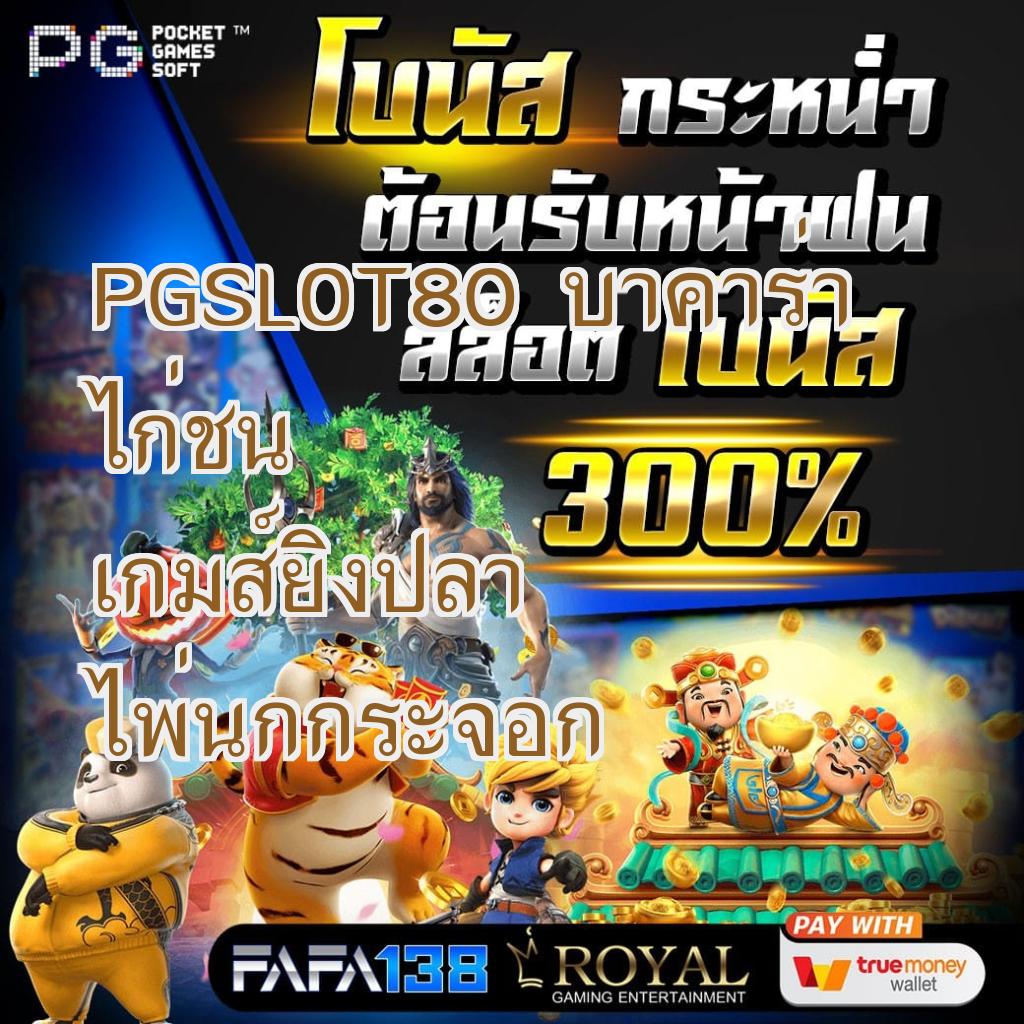 PG POCKET GAMES SOFT ™
โบนัส กระหน่ำ
ต้อนรับหน้าฝน
PGSLOT80 บาคาร่า
สล็อต โบนัส
ไก่ชน
300%
เกมส์ยิงปลา
ไพ่นกกระจอก
FAFA138
ROYAL
GAMING ENTERTAINMENT
PAY WITH
truemoney
wallet